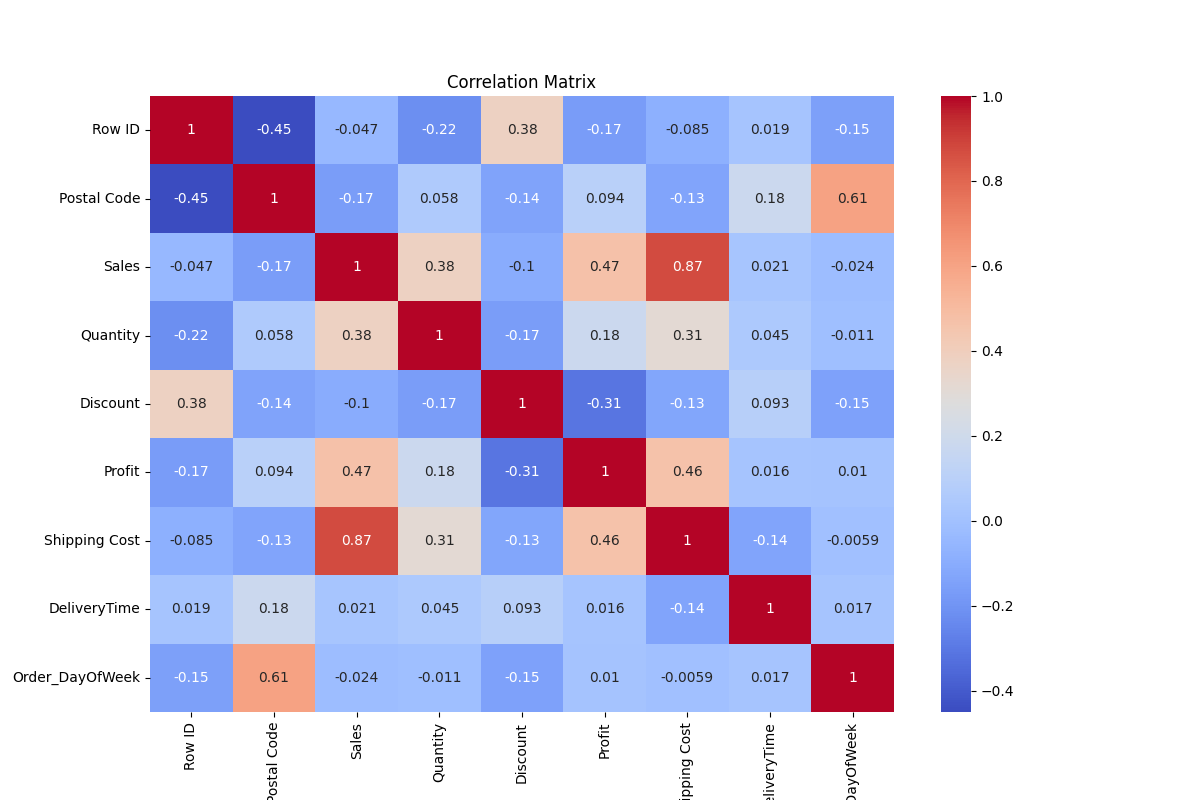 Correlation Matrix
Row ID 1 -0.45 -0.047 -0.22 0.38 -0.17 -0.085 0.019 -0.15
Postal Code -0.45 1 -0.17 0.058 -0.14 0.094 -0.13 0.18 0.61
Sales -0.047 -0.17 1 0.38 -0.1 0.47 0.87 0.021 -0.024
Quantity -0.22 0.058 0.38 1 -0.17 0.18 0.31 0.045 -0.011
Discount 0.38 -0.14 -0.1 -0.17 1 -0.31 -0.13 0.093 -0.15
Profit -0.17 0.094 0.47 0.18 -0.31 1 0.46 0.016 0.01
Shipping Cost -0.085 -0.13 0.87 0.31 -0.13 0.46 1 -0.14 -0.0059
DeliveryTime 0.019 0.18 0.021 0.045 0.093 0.016 -0.14 1 0.017
Order_DayOfWeek -0.15 0.61 -0.024 -0.011 -0.15 0.01 -0.0059 0.017 1
Row ID
Postal Code
Sales
Quantity
Discount
Profit
ipping Cost
eliveryTime
DayOfWeek
1.0
0.8
0.6
0.4
0.2
0.0
−0.2
−0.4